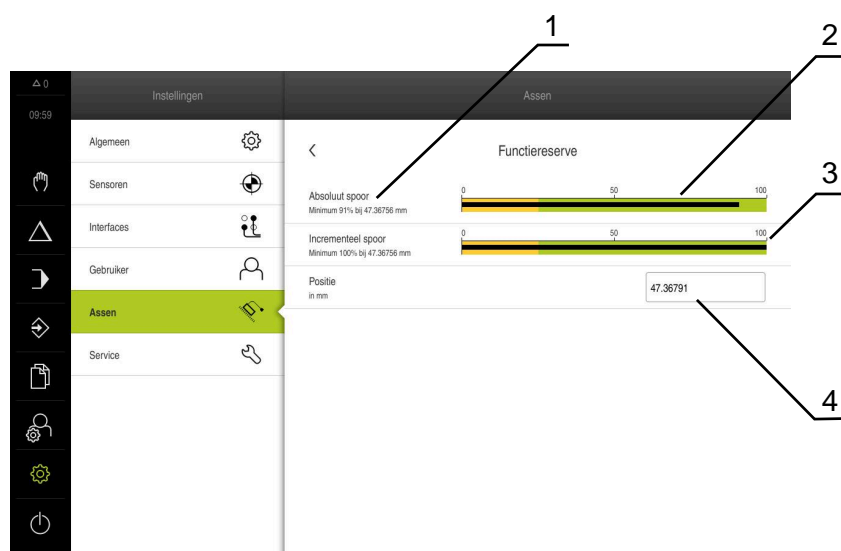 1
2
3
4
△ 0
09:59
Instellingen
Assen
Algemeen
Sensoren
Interfaces
Gebruiker
Assen
Service
Functiereserve
Absoluut spoor
Minimum 91% bij 47.36756 mm
0 50 100
Incrementeel spoor
Minimum 100% bij 47.36756 mm
0 50 100
Positie
in mm
47.36791